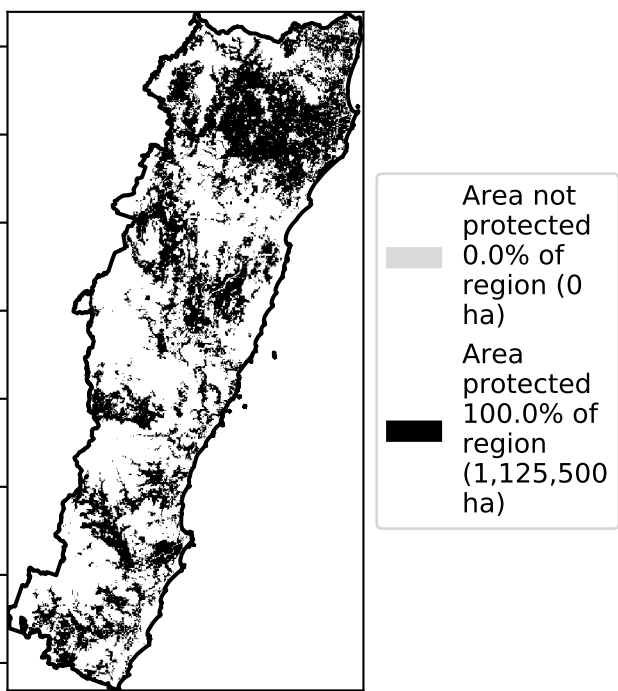 Area not
protected
0.0% of
region (0
ha)
Area
protected
100.0% of
region
(1,125,500
ha)